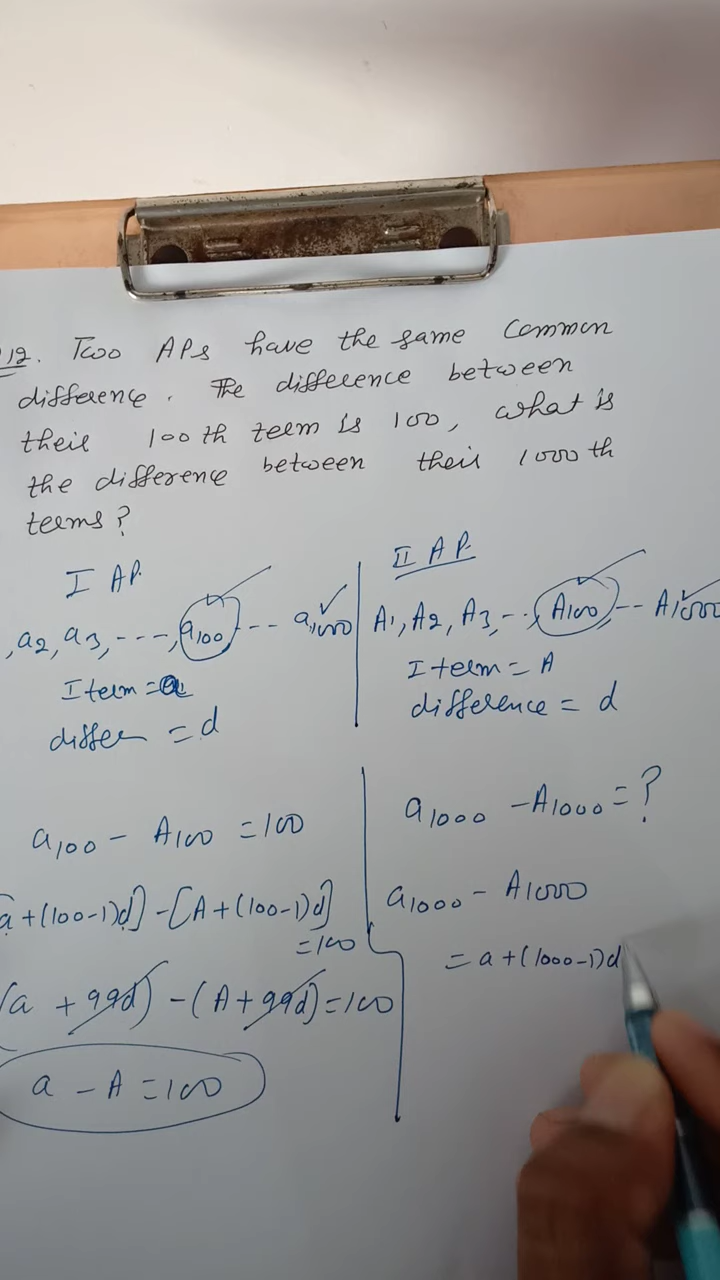 12. Two APs have the same common
difference. The difference between
their 100th term is 100, what is
the difference between their 1000th
terms?
I AP.
, a2, a3, ----, a100 --- a1000
I term = a
differ = d
II AP.
A1, A2, A3, --, A100, -- A1000
I term = A
difference = d
a100 - A100 = 100
[a + (100-1)d] - [A + (100-1)d]
= 100
(a + 99d) - (A + 99d) = 100
a - A = 100
a1000 - A1000 = ?
a1000 - A1000
= a + (1000-1)d